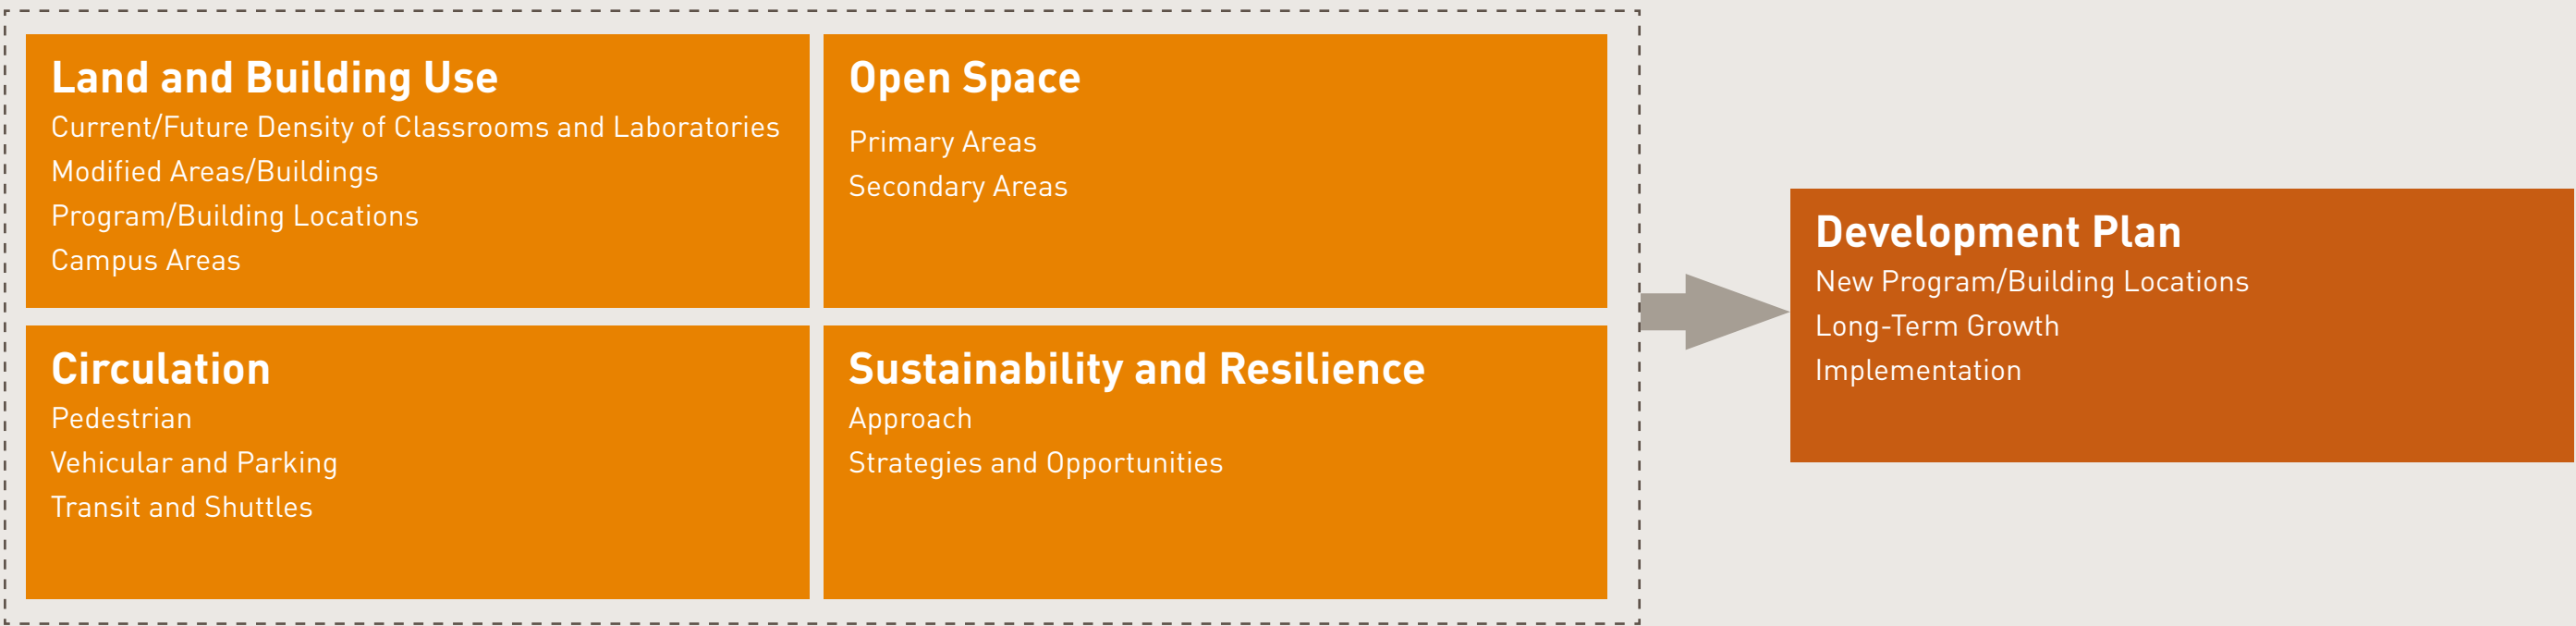 Land and Building Use
Current/Future Density of Classrooms and Laboratories
Modified Areas/Buildings
Program/Building Locations
Campus Areas
Open Space
Primary Areas
Secondary Areas
Circulation
Pedestrian
Vehicular and Parking
Transit and Shuttles
Sustainability and Resilience
Approach
Strategies and Opportunities
Development Plan
New Program/Building Locations
Long-Term Growth
Implementation